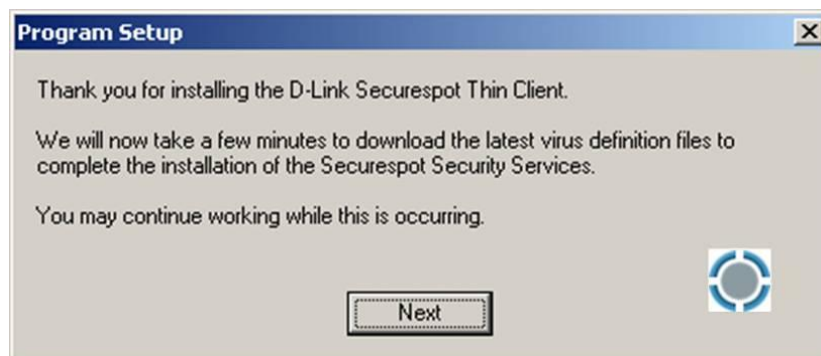 Program Setup
Thank you for installing the D-Link Securespot Thin Client.
We will now take a few minutes to download the latest virus definition files to
complete the installation of the Securespot Security Services.
You may continue working while this is occurring.
Next